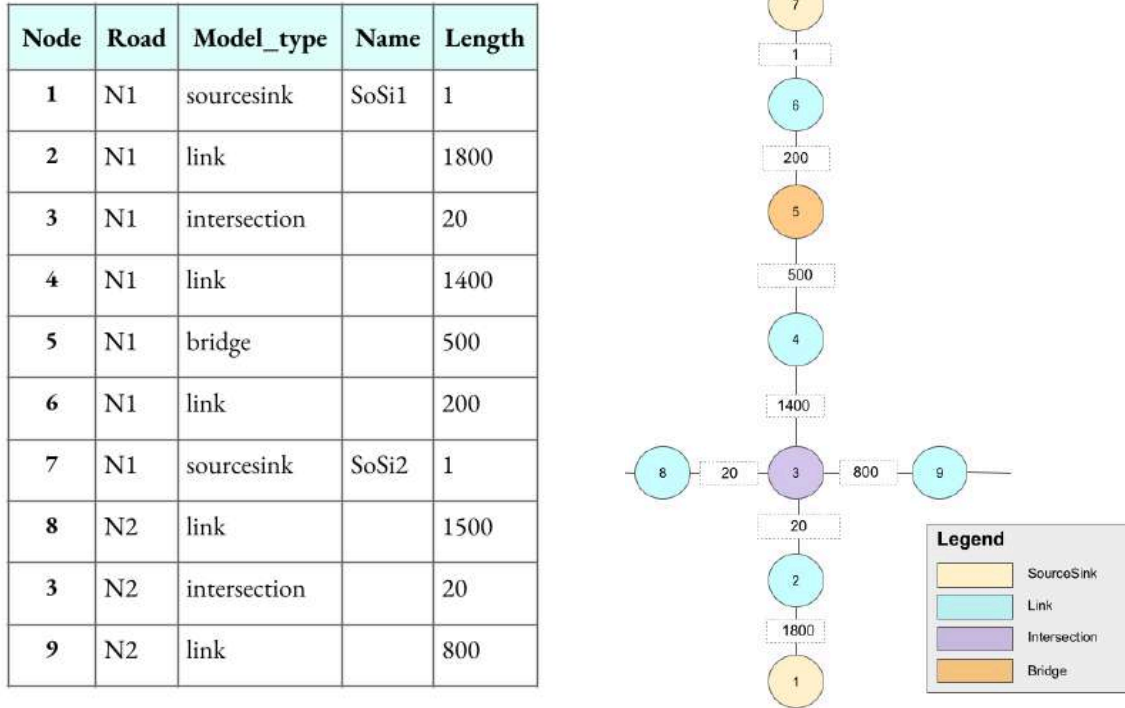 Node Road Model_type Name Length
1 N1 sourcesink SoSi1 1
2 N1 link 1800
3 N1 intersection 20
4 N1 link 1400
5 N1 bridge 500
6 N1 link 200
7 N1 sourcesink SoSi2 1
8 N2 link 1500
3 N2 intersection 20
9 N2 link 800
7
1
6
200
5
500
4
1400
8 20 3 800 9
20
2
1800
1
Legend
SourceSink
Link
Intersection
Bridge